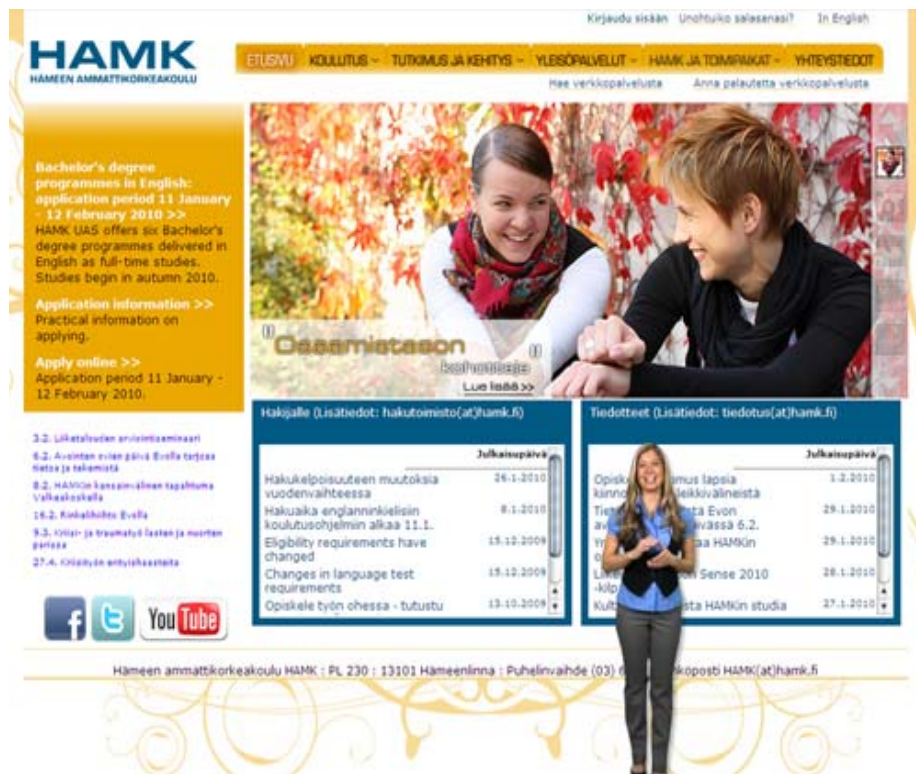 Kirjaudu sisään Unohtuiko salasanasi? In English
HAMK
HÄMEEN AMMATTIKORKEAKOULU
ETUSIVU KOULUTUS TUTKIMUS JA KEHITYS YLEISÖPALVELUT HAMK JA TOIMIPAIKAT YHTEYSTIEDOT
Hae verkkopalvelusta Anna palautetta verkkopalvelusta
Bachelor's degree
programmes in English:
application period 11 January
- 12 February 2010 >>
HAMK UAS offers six Bachelor's
degree programmes delivered in
English as full-time studies.
Studies begin in autumn 2010.
Application information >>
Practical information on
applying.
Apply online >>
Application period 11 January -
12 February 2010.
"Osaamistason
kohottaja"
Lue lisää >>
3.2. Liiketalouden arviointiseminaari
6.2. Avointen ovien päivä Evolla tarjoaa
tietoa ja tekemistä
8.2. HAMKin kansainvälinen tapahtuma
Valkeakoskella
16.2. Rinkelihiihto Evolla
9.3. Kriisi- ja traumatyö lasten ja nuorten
parissa
27.4. Kriisityön erityishaasteita
f t You Tube
Hakijalle (Lisätiedot: hakutoimisto(at)hamk.fi)
Julkaisupäivä
Hakukelpoisuuteen muutoksia
vuodenvaihteessa 26.1.2010
Hakuaika englanninkielisiin
koulutusohjelmiin alkaa 11.1. 8.1.2010
Eligibility requirements have
changed 15.12.2009
Changes in language test
requirements 15.12.2009
Opiskele työn ohessa - tutustu 13.10.2009
Tiedotteet (Lisätiedot: tiedotus(at)hamk.fi)
Julkaisupäivä
lapsia 1.2.2010
leikkivälineistä
Evon 29.1.2010
6.2.
HAMKin 29.1.2010
Sense 2010 28.1.2010
HAMKin studia 27.1.2010
Hämeen ammattikorkeakoulu HAMK : PL 230 : 13101 Hämeenlinna : Puhelinvaihde (03) HAMK(at)hamk.fi